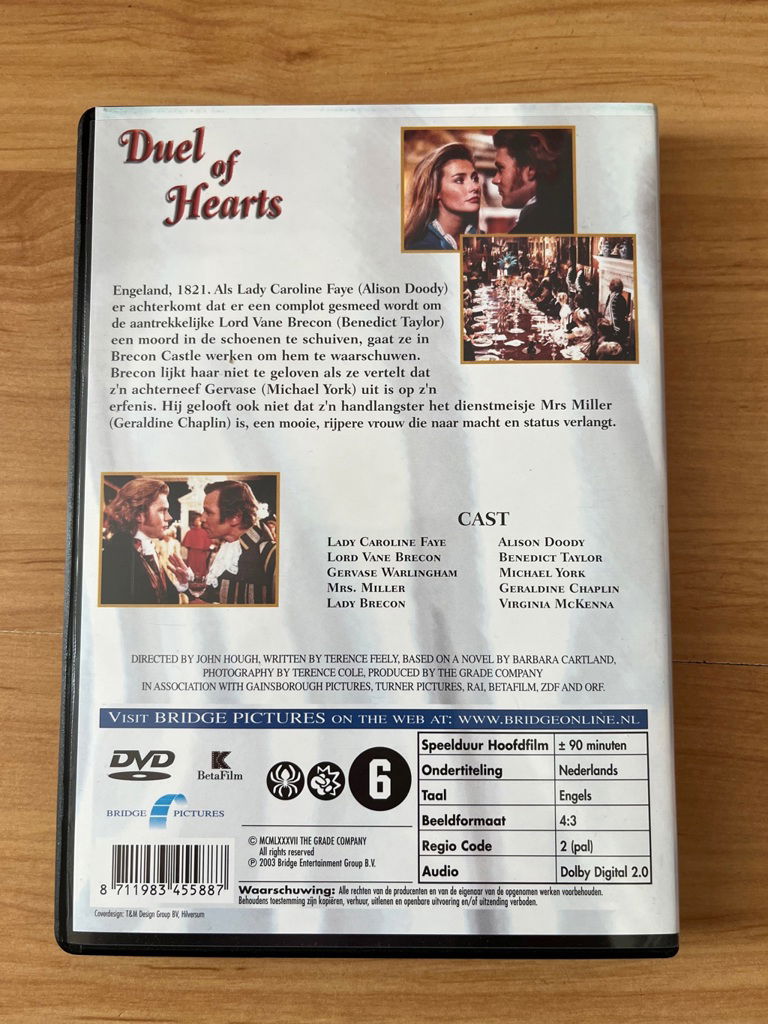 Duel
of
Hearts
Engeland, 1821. Als Lady Caroline Faye (Alison Doody)
er achterkomt dat er een complot gesmeed wordt om
de aantrekkelijke Lord Vane Brecon (Benedict Taylor)
een moord in de schoenen te schuiven, gaat ze in
Brecon Castle werken om hem te waarschuwen.
Brecon lijkt haar niet te geloven als ze vertelt dat
z'n achterneef Gervase (Michael York) uit is op z'n
erfenis. Hij gelooft ook niet dat z'n handlangster het dienstmeisje Mrs Miller
(Geraldine Chaplin) is, een mooie, rijpere vrouw die naar macht en status verlangt.
CAST
LADY CAROLINE FAYE ALISON DOODY
LORD VANE BRECON BENEDICT TAYLOR
GERVASE WARLINGHAM MICHAEL YORK
MRS. MILLER GERALDINE CHAPLIN
LADY BRECON VIRGINIA MCKENNA
DIRECTED BY JOHN HOUGH, WRITTEN BY TERENCE FEELY, BASED ON A NOVEL BY BARBARA CARTLAND,
PHOTOGRAPHY BY TERENCE COLE, PRODUCED BY THE GRADE COMPANY
IN ASSOCIATION WITH GAINSBOROUGH PICTURES, TURNER PICTURES, RAI, BETAFILM, ZDF AND ORF.
VISIT BRIDGE PICTURES ON THE WEB AT: WWW.BRIDGEONLINE.NL
DVD
VIDEO
K
BetaFilm
6
BRIDGE PICTURES
Speelduur Hoofdfilm ± 90 minuten
Ondertiteling Nederlands
Taal Engels
Beeldformaat 4:3
Regio Code 2 (pal)
Audio Dolby Digital 2.0
© MCMLXXXVII THE GRADE COMPANY
All rights reserved
℗ 2003 Bridge Entertainment Group B.V.
8 711983 455887
Waarschuwing: Alle rechten van de producenten en van de eigenaar van de opgenomen werken voorbehouden.
Behoudens toestemming zijn kopiëren, verhuur, uitlenen en openbare uitvoering en/of uitzending verboden.
Coverdesign: T&M Design Group BV, Hilversum